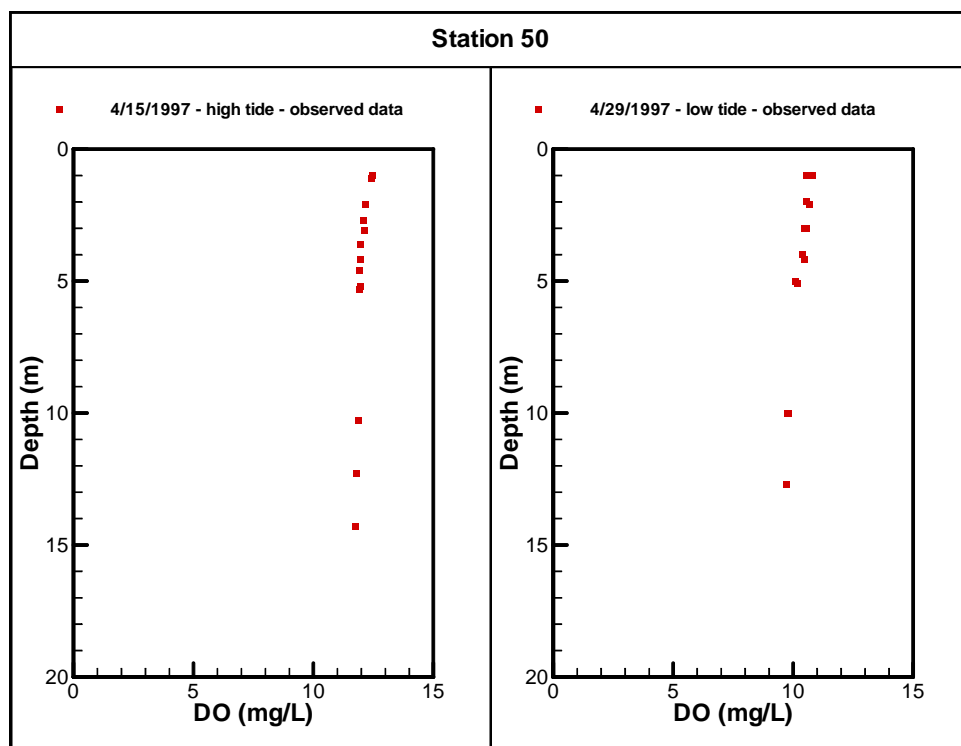 Station 50
4/15/1997 - high tide - observed data
0
5
10
15
20
Depth (m)
0 5 10 15
DO (mg/L)
4/29/1997 - low tide - observed data
0
5
10
15
20
Depth (m)
0 5 10 15
DO (mg/L)